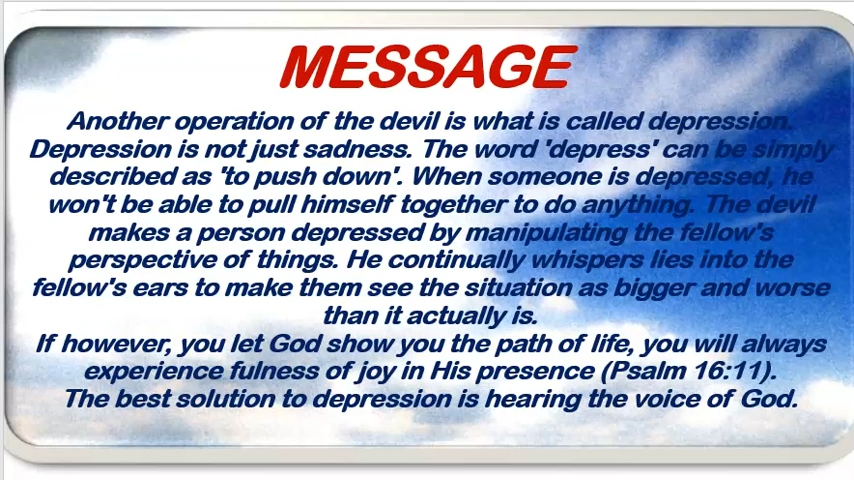 MESSAGE
Another operation of the devil is what is called depression.
Depression is not just sadness. The word 'depress' can be simply
described as 'to push down'. When someone is depressed, he
won't be able to pull himself together to do anything. The devil
makes a person depressed by manipulating the fellow's
perspective of things. He continually whispers lies into the
fellow's ears to make them see the situation as bigger and worse
than it actually is.
If however, you let God show you the path of life, you will always
experience fulness of joy in His presence (Psalm 16:11).
The best solution to depression is hearing the voice of God.